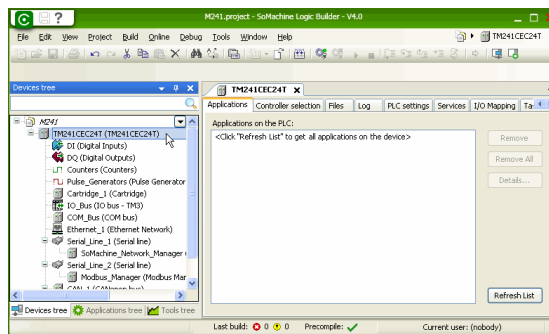 M241.project - SoMachine Logic Builder - V4.0
File Edit View Project Build Online Debug Tools Window Help
TM241CEC24T
Devices tree
TM241CEC24T
Applications Controller selection Files Log PLC settings Services I/O Mapping Ta
Applications on the PLC:
<Click "Refresh List" to get all applications on the device>
Remove
Remove All
Details...
Refresh List
M241
TM241CEC24T (TM241CEC24T)
DI (Digital Inputs)
DQ (Digital Outputs)
Counters (Counters)
Pulse_Generators (Pulse Generator
Cartridge_1 (Cartridge)
IO_Bus (IO bus - TM3)
COM_Bus (COM bus)
Ethernet_1 (Ethernet Network)
Serial_Line_1 (Serial line)
SoMachine_Network_Manager (
Serial_Line_2 (Serial line)
Modbus_Manager (Modbus Mar
CAN_1 (CANopen bus)
Devices tree Applications tree Tools tree
Last build: 0 0 Precompile: Current user: (nobody)